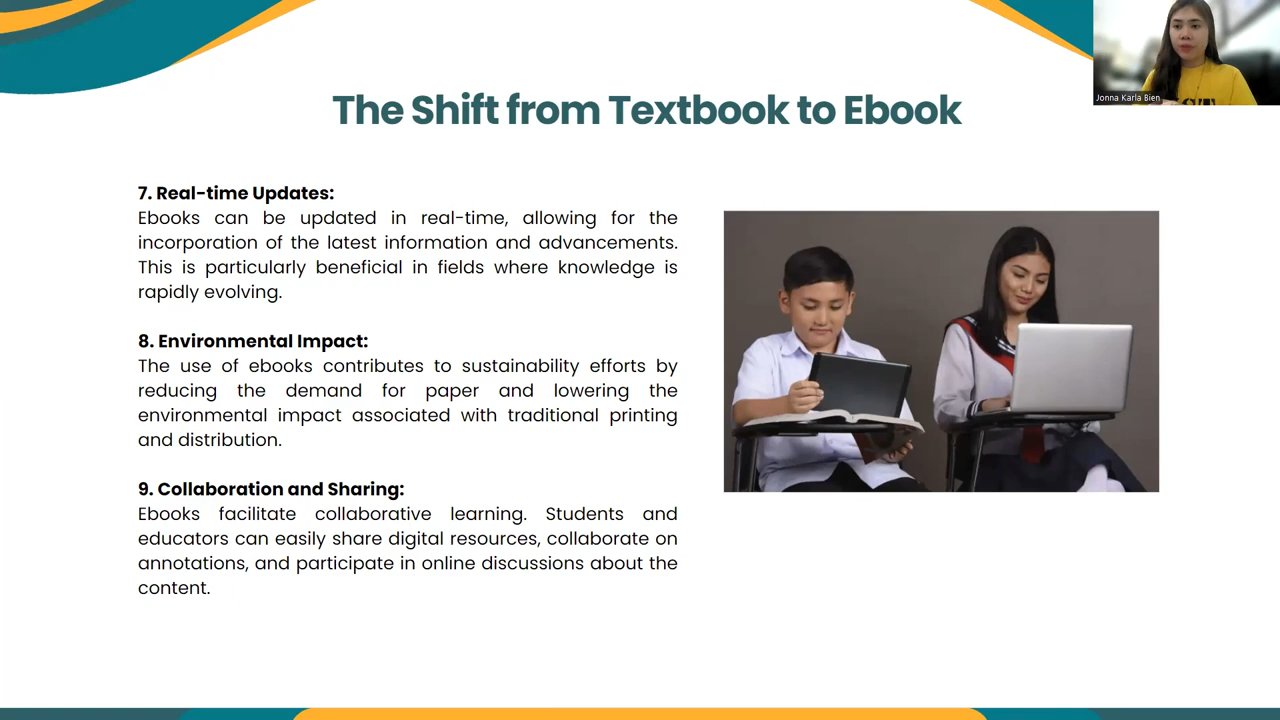 The Shift from Textbook to Ebook
7. Real-time Updates:
Ebooks can be updated in real-time, allowing for the
incorporation of the latest information and advancements.
This is particularly beneficial in fields where knowledge is
rapidly evolving.
8. Environmental Impact:
The use of ebooks contributes to sustainability efforts by
reducing the demand for paper and lowering the
environmental impact associated with traditional printing
and distribution.
9. Collaboration and Sharing:
Ebooks facilitate collaborative learning. Students and
educators can easily share digital resources, collaborate on
annotations, and participate in online discussions about the
content.
Jonna Karla Bien